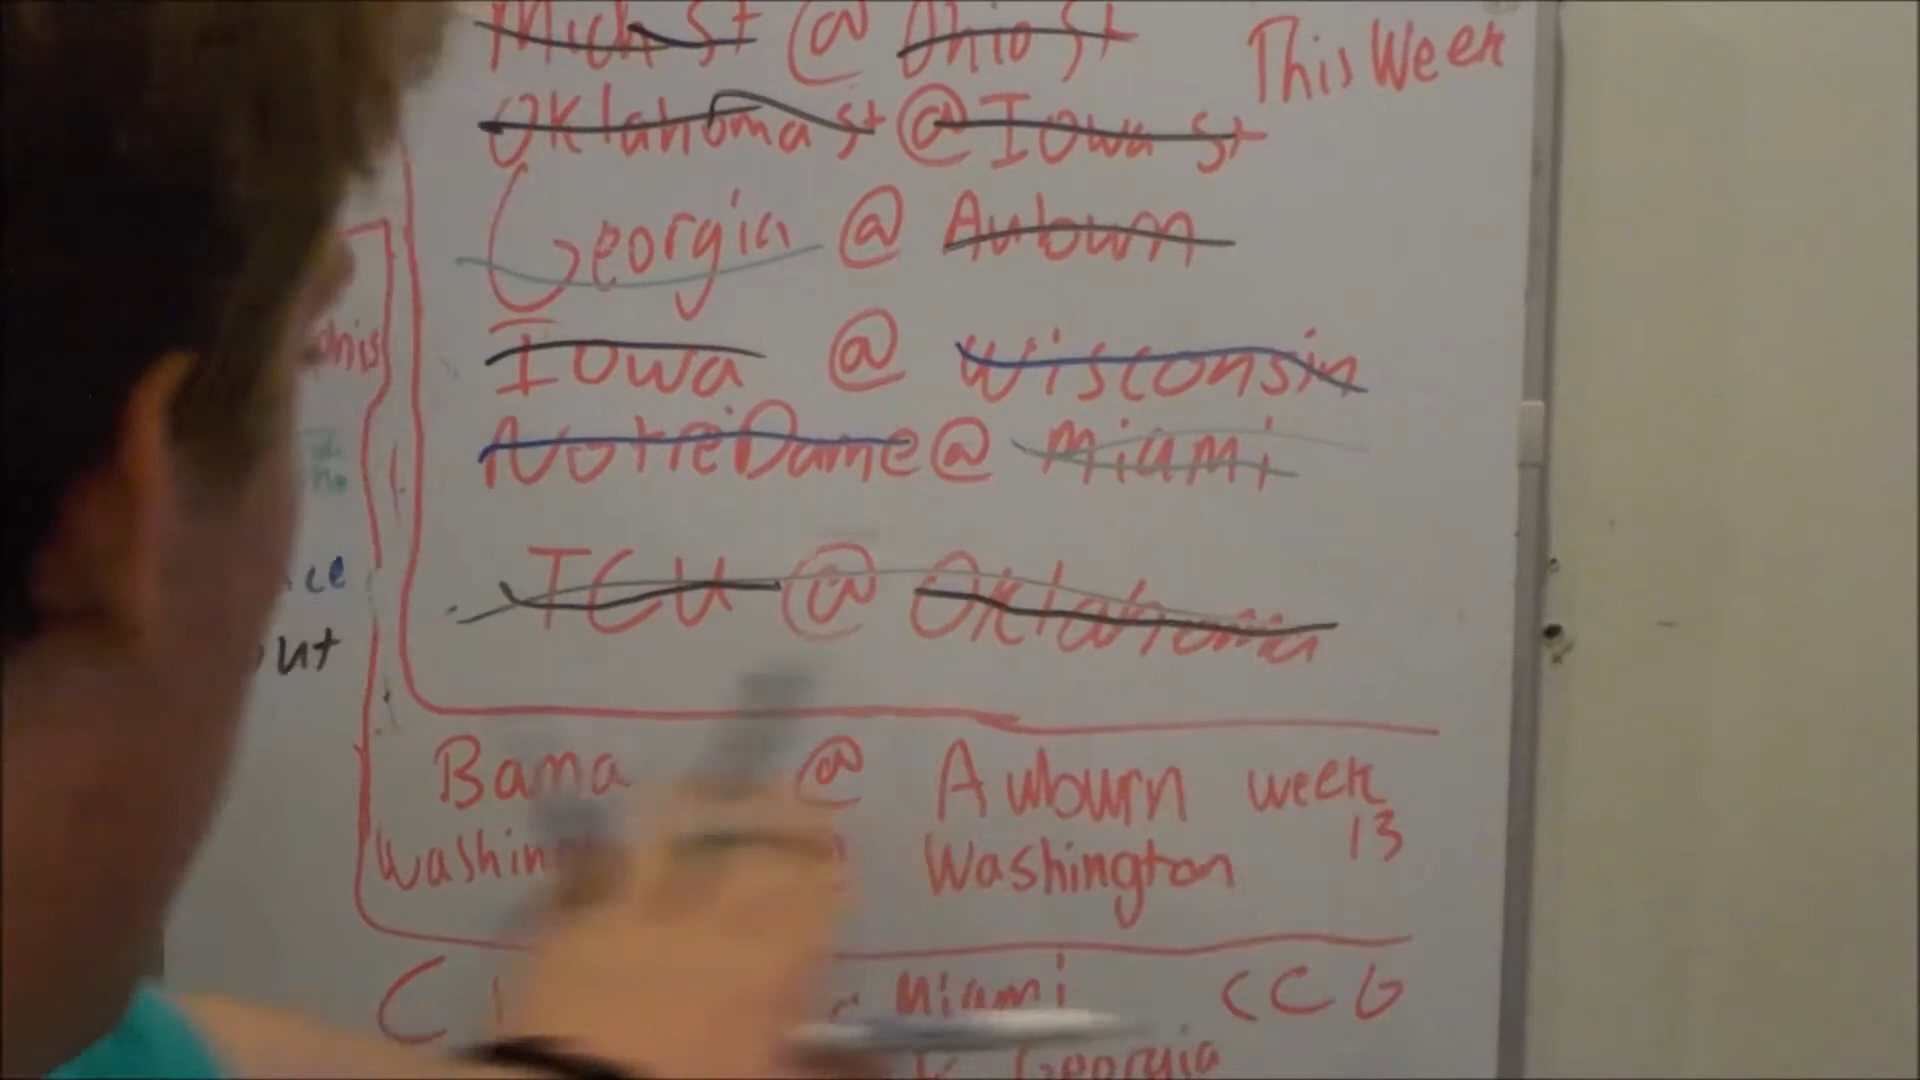 Mich St @ Ohio St
This Week
Oklahoma St @ Iowa St
Georgia @ Auburn
Iowa @ Wisconsin
Notre Dame @ Miami
TCU @ Oklahoma
Bama @ Auburn week
13
Washington
C Miami CCG
Georgia